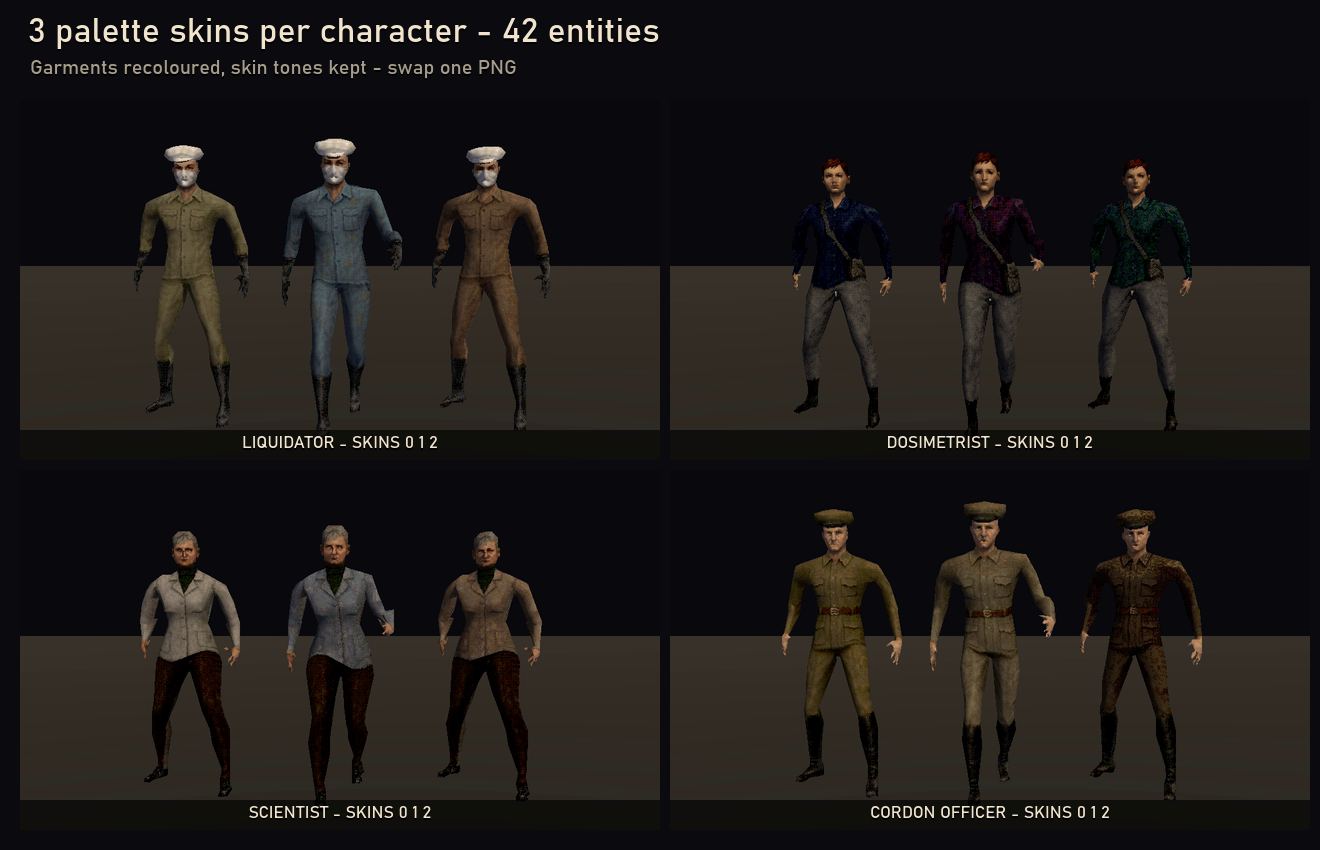 3 palette skins per character - 42 entities
Garments recoloured, skin tones kept - swap one PNG
LIQUIDATOR - SKINS 0 1 2
DOSIMETRIST - SKINS 0 1 2
SCIENTIST - SKINS 0 1 2
CORDON OFFICER - SKINS 0 1 2